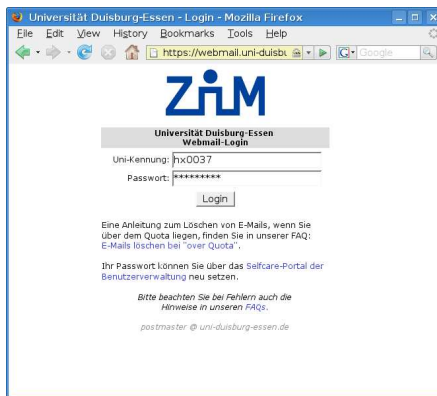 Universität Duisburg-Essen - Login - Mozilla Firefox
File Edit View History Bookmarks Tools Help
https://webmail.uni-duisbu
Google
ZIM
Universität Duisburg-Essen
Webmail-Login
Uni-Kennung: hx0037
Passwort: *********
Login
Eine Anleitung zum Löschen von E-Mails, wenn Sie
über dem Quota liegen, finden Sie in unserer FAQ:
E-Mails löschen bei "over Quota".
Ihr Passwort können Sie über das Selfcare-Portal der
Benutzerverwaltung neu setzen.
Bitte beachten Sie bei Fehlern auch die
Hinweise in unseren FAQs.
postmaster @ uni-duisburg-essen.de